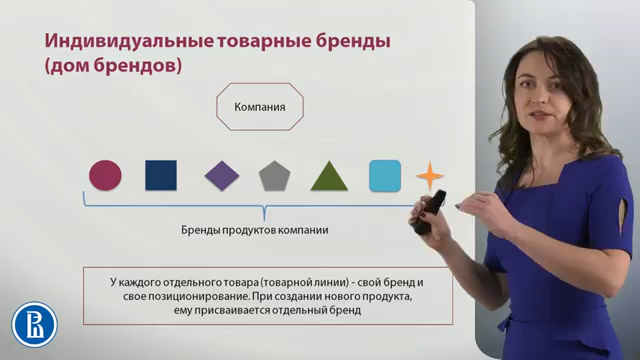 Индивидуальные товарные бренды
(дом брендов)
Компания
Бренды продуктов компании
У каждого отдельного товара (товарной линии) - свой бренд и
свое позиционирование. При создании нового продукта,
ему присваивается отдельный бренд